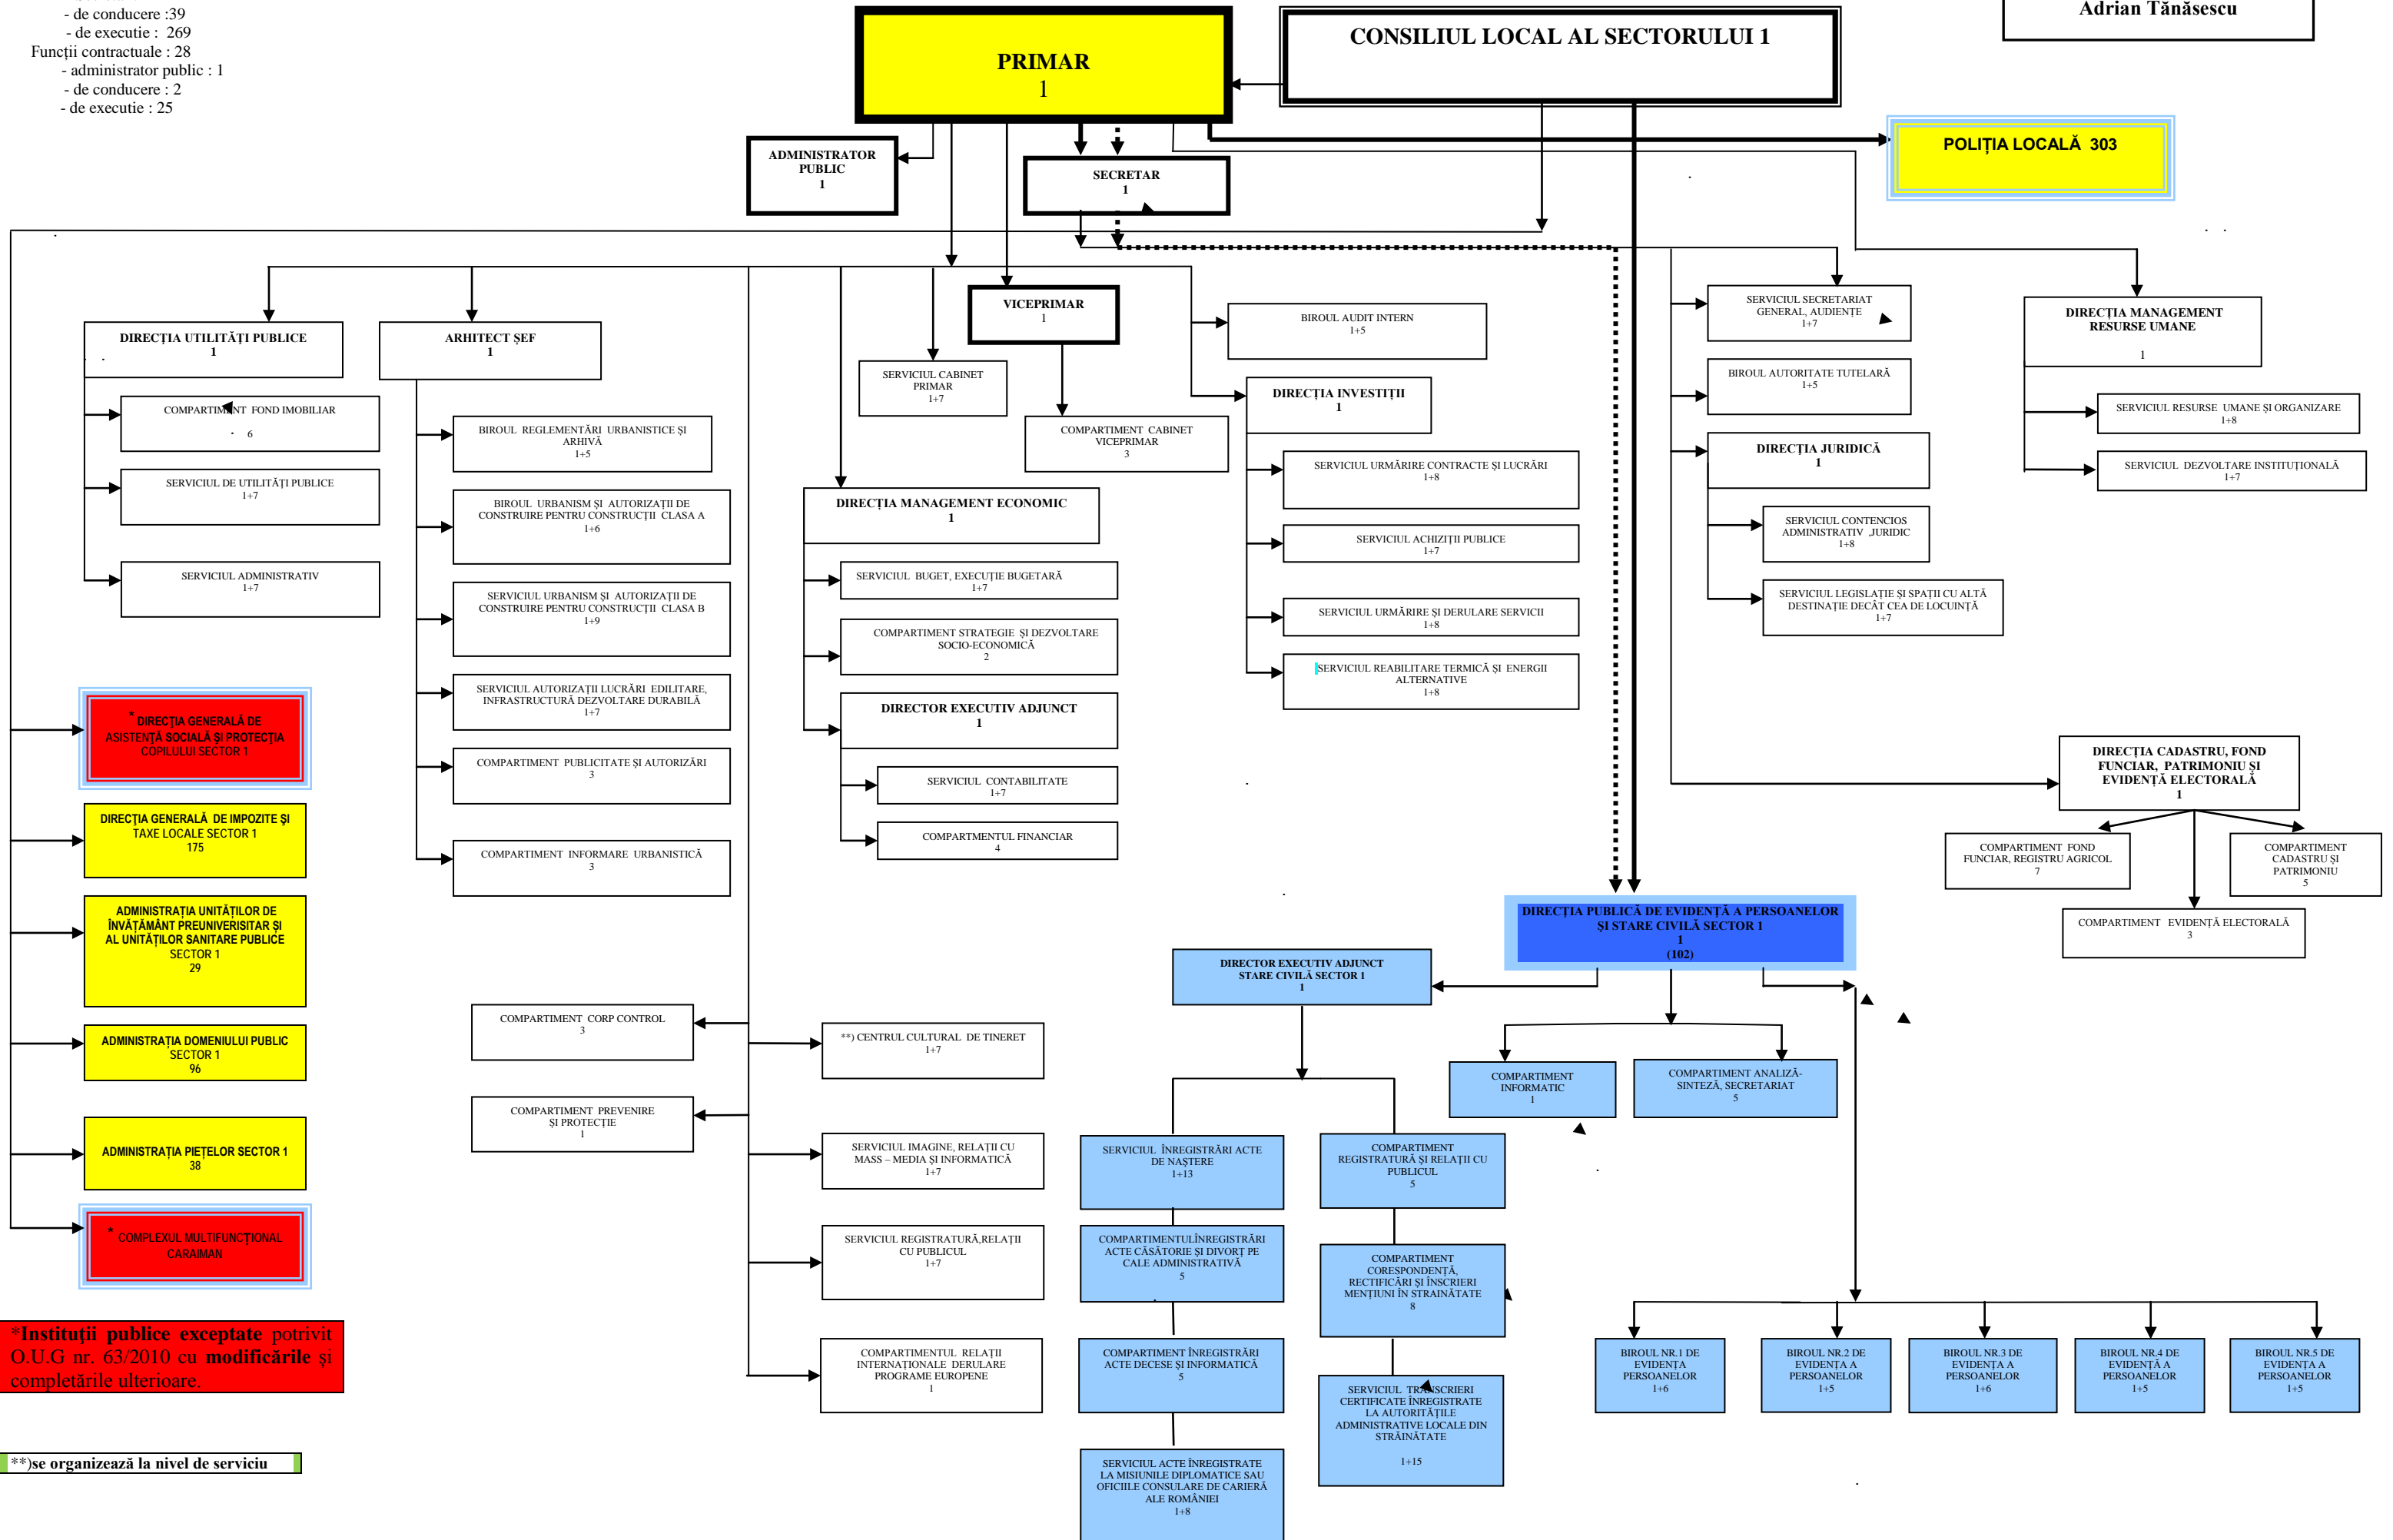 - de conducere :39
- de executie : 269
Funcții contractuale : 28
- administrator public : 1
- de conducere : 2
- de executie : 25
PRIMAR
1
CONSILIUL LOCAL AL SECTORULUI 1
Adrian Tănăsescu
ADMINISTRATOR
PUBLIC
1
SECRETAR
1
POLIȚIA LOCALĂ 303
VICEPRIMAR
1
DIRECȚIA UTILITĂȚI PUBLICE
1
COMPARTIMENT FOND IMOBILIAR
6
SERVICIUL DE UTILITĂȚI PUBLICE
1+7
SERVICIUL ADMINISTRATIV
1+7
ARHITECT ȘEF
1
BIROUL REGLEMENTĂRI URBANISTICE ȘI
ARHIVĂ
1+5
BIROUL URBANISM ȘI AUTORIZAȚII DE
CONSTRUIRE PENTRU CONSTRUCȚII CLASA A
1+6
SERVICIUL URBANISM ȘI AUTORIZAȚII DE
CONSTRUIRE PENTRU CONSTRUCȚII CLASA B
1+9
SERVICIUL AUTORIZAȚII LUCRĂRI EDILITARE,
INFRASTRUCTURĂ DEZVOLTARE DURABILĂ
1+7
COMPARTIMENT PUBLICITATE ȘI AUTORIZĂRI
3
COMPARTIMENT INFORMARE URBANISTICĂ
3
SERVICIUL CABINET
PRIMAR
1+7
COMPARTIMENT CABINET
VICEPRIMAR
3
DIRECȚIA MANAGEMENT ECONOMIC
1
SERVICIUL BUGET, EXECUȚIE BUGETARĂ
1+7
COMPARTIMENT STRATEGIE ȘI DEZVOLTARE
SOCIO-ECONOMICĂ
2
DIRECTOR EXECUTIV ADJUNCT
1
SERVICIUL CONTABILITATE
1+7
COMPARTMENTUL FINANCIAR
4
BIROUL AUDIT INTERN
1+5
DIRECȚIA INVESTIȚII
1
SERVICIUL URMĂRIRE CONTRACTE ȘI LUCRĂRI
1+8
SERVICIUL ACHIZIȚII PUBLICE
1+7
SERVICIUL URMĂRIRE ȘI DERULARE SERVICII
1+8
SERVICIUL REABILITARE TERMICĂ ȘI ENERGII
ALTERNATIVE
1+8
SERVICIUL SECRETARIAT
GENERAL, AUDIENȚE
1+7
BIROUL AUTORITATE TUTELARĂ
1+5
DIRECȚIA JURIDICĂ
1
SERVICIUL CONTENCIOS
ADMINISTRATIV ,JURIDIC
1+8
SERVICIUL LEGISLAȚIE ȘI SPAȚII CU ALTĂ
DESTINAȚIE DECÂT CEA DE LOCUINȚĂ
1+7
DIRECȚIA MANAGEMENT
RESURSE UMANE
1
SERVICIUL RESURSE UMANE ȘI ORGANIZARE
1+8
SERVICIUL DEZVOLTARE INSTITUȚIONALĂ
1+7
DIRECȚIA CADASTRU, FOND
FUNCIAR, PATRIMONIU ȘI
EVIDENȚĂ ELECTORALĂ
1
COMPARTIMENT FOND
FUNCIAR, REGISTRU AGRICOL
7
COMPARTIMENT
CADASTRU ȘI
PATRIMONIU
5
COMPARTIMENT EVIDENȚĂ ELECTORALĂ
3
* DIRECȚIA GENERALĂ DE
ASISTENȚĂ SOCIALĂ ȘI PROTECȚIA
COPILULUI SECTOR 1
DIRECȚIA GENERALĂ DE IMPOZITE ȘI
TAXE LOCALE SECTOR 1
175
ADMINISTRAȚIA UNITĂȚILOR DE
ÎNVĂȚĂMÂNT PREUNIVERISITAR ȘI
AL UNITĂȚILOR SANITARE PUBLICE
SECTOR 1
29
ADMINISTRAȚIA DOMENIULUI PUBLIC
SECTOR 1
96
ADMINISTRAȚIA PIEȚELOR SECTOR 1
38
* COMPLEXUL MULTIFUNCȚIONAL
CARAIMAN
COMPARTIMENT CORP CONTROL
3
COMPARTIMENT PREVENIRE
ȘI PROTECȚIE
1
**) CENTRUL CULTURAL DE TINERET
1+7
SERVICIUL IMAGINE, RELAȚII CU
MASS – MEDIA ȘI INFORMATICĂ
1+7
SERVICIUL REGISTRATURĂ,RELAȚII
CU PUBLICUL
1+7
COMPARTIMENTUL RELAȚII
INTERNAȚIONALE DERULARE
PROGRAME EUROPENE
1
DIRECȚIA PUBLICĂ DE EVIDENȚĂ A PERSOANELOR
ȘI STARE CIVILĂ SECTOR 1
1
(102)
DIRECTOR EXECUTIV ADJUNCT
STARE CIVILĂ SECTOR 1
1
COMPARTIMENT
INFORMATIC
1
COMPARTIMENT ANALIZĂ-
SINTEZĂ, SECRETARIAT
5
SERVICIUL ÎNREGISTRĂRI ACTE
DE NAȘTERE
1+13
COMPARTIMENTULÎNREGISTRĂRI
ACTE CĂSĂTORIE ȘI DIVORȚ PE
CALE ADMINISTRATIVĂ
5
COMPARTIMENT ÎNREGISTRĂRI
ACTE DECESE ȘI INFORMATICĂ
5
SERVICIUL ACTE ÎNREGISTRATE
LA MISIUNILE DIPLOMATICE SAU
OFICIILE CONSULARE DE CARIERĂ
ALE ROMÂNIEI
1+8
COMPARTIMENT
REGISTRATURĂ ȘI RELAȚII CU
PUBLICUL
5
COMPARTIMENT
CORESPONDENȚĂ,
RECTIFICĂRI ȘI ÎNSCRIERI
MENȚIUNI ÎN STRAINĂTATE
8
SERVICIUL TRANSCRIERI
CERTIFICATE ÎNREGISTRATE
LA AUTORITĂȚILE
ADMINISTRATIVE LOCALE DIN
STRĂINĂTATE
1+15
BIROUL NR.1 DE
EVIDENȚA
PERSOANELOR
1+6
BIROUL NR.2 DE
EVIDENȚA A
PERSOANELOR
1+5
BIROUL NR.3 DE
EVIDENȚA A
PERSOANELOR
1+6
BIROUL NR.4 DE
EVIDENȚĂ A
PERSOANELOR
1+5
BIROUL NR.5 DE
EVIDENȚA A
PERSOANELOR
1+5
*Instituții publice exceptate potrivit
O.U.G nr. 63/2010 cu modificările și
completările ulterioare.
**)se organizează la nivel de serviciu